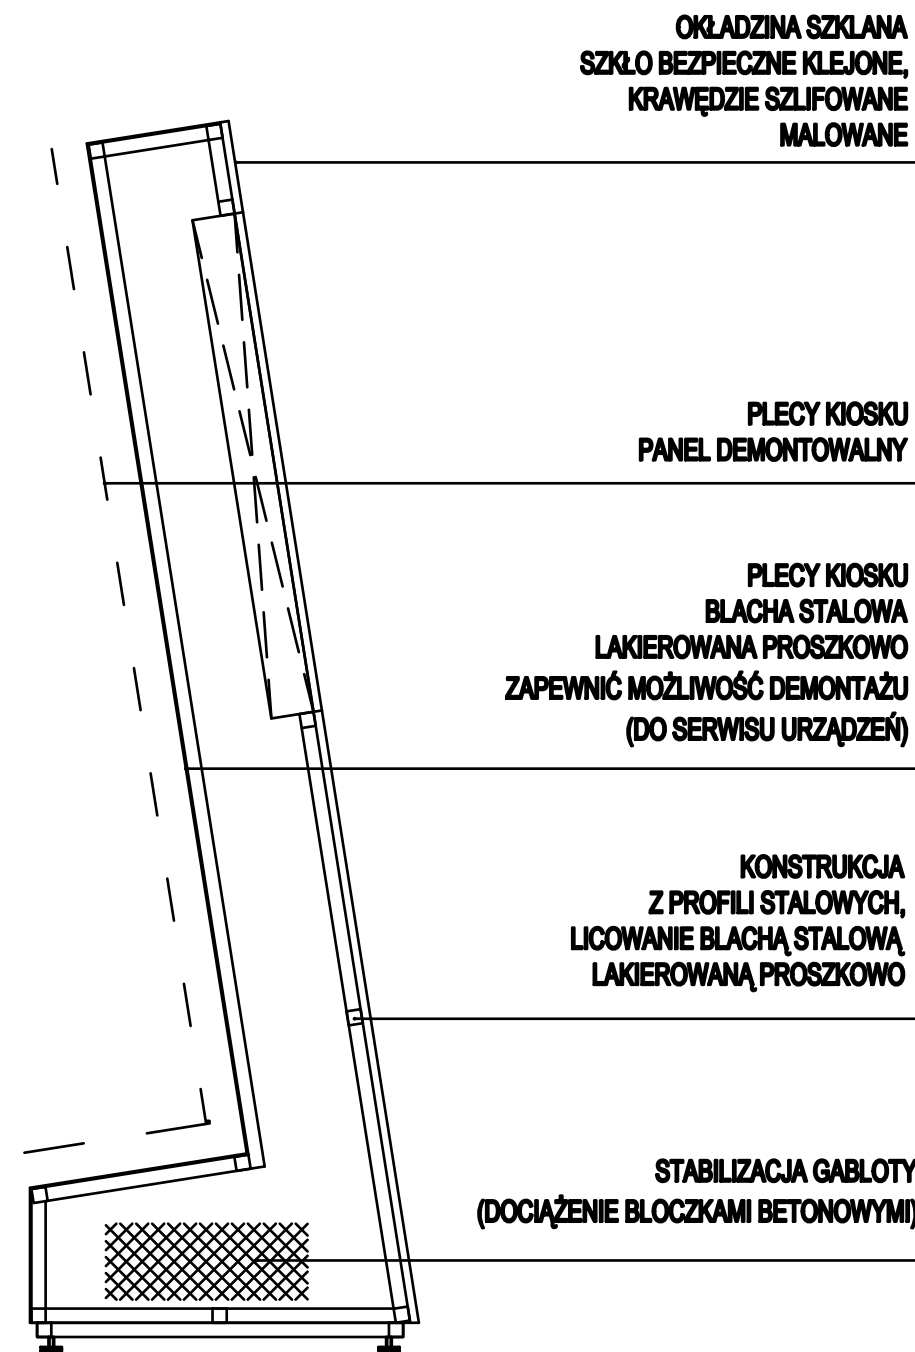 OKŁADZINA SZKLANA
SZKŁO BEZPIECZNE KLEJONE,
KRAWĘDZIE SZLIFOWANE
MALOWANE
PLECY KIOSKU
PANEL DEMONTOWALNY
PLECY KIOSKU
BLACHA STALOWA
LAKIEROWANA PROSZKOWO
ZAPEWNIĆ MOŻLIWOŚĆ DEMONTAŻU
(DO SERWISU URZĄDZEŃ)
KONSTRUKCJA
Z PROFILI STALOWYCH,
LICOWANIE BLACHĄ STALOWĄ
LAKIEROWANĄ PROSZKOWO
STABILIZACJA GABLOTY
(DOCIĄŻENIE BLOCZKAMI BETONOWYMI)